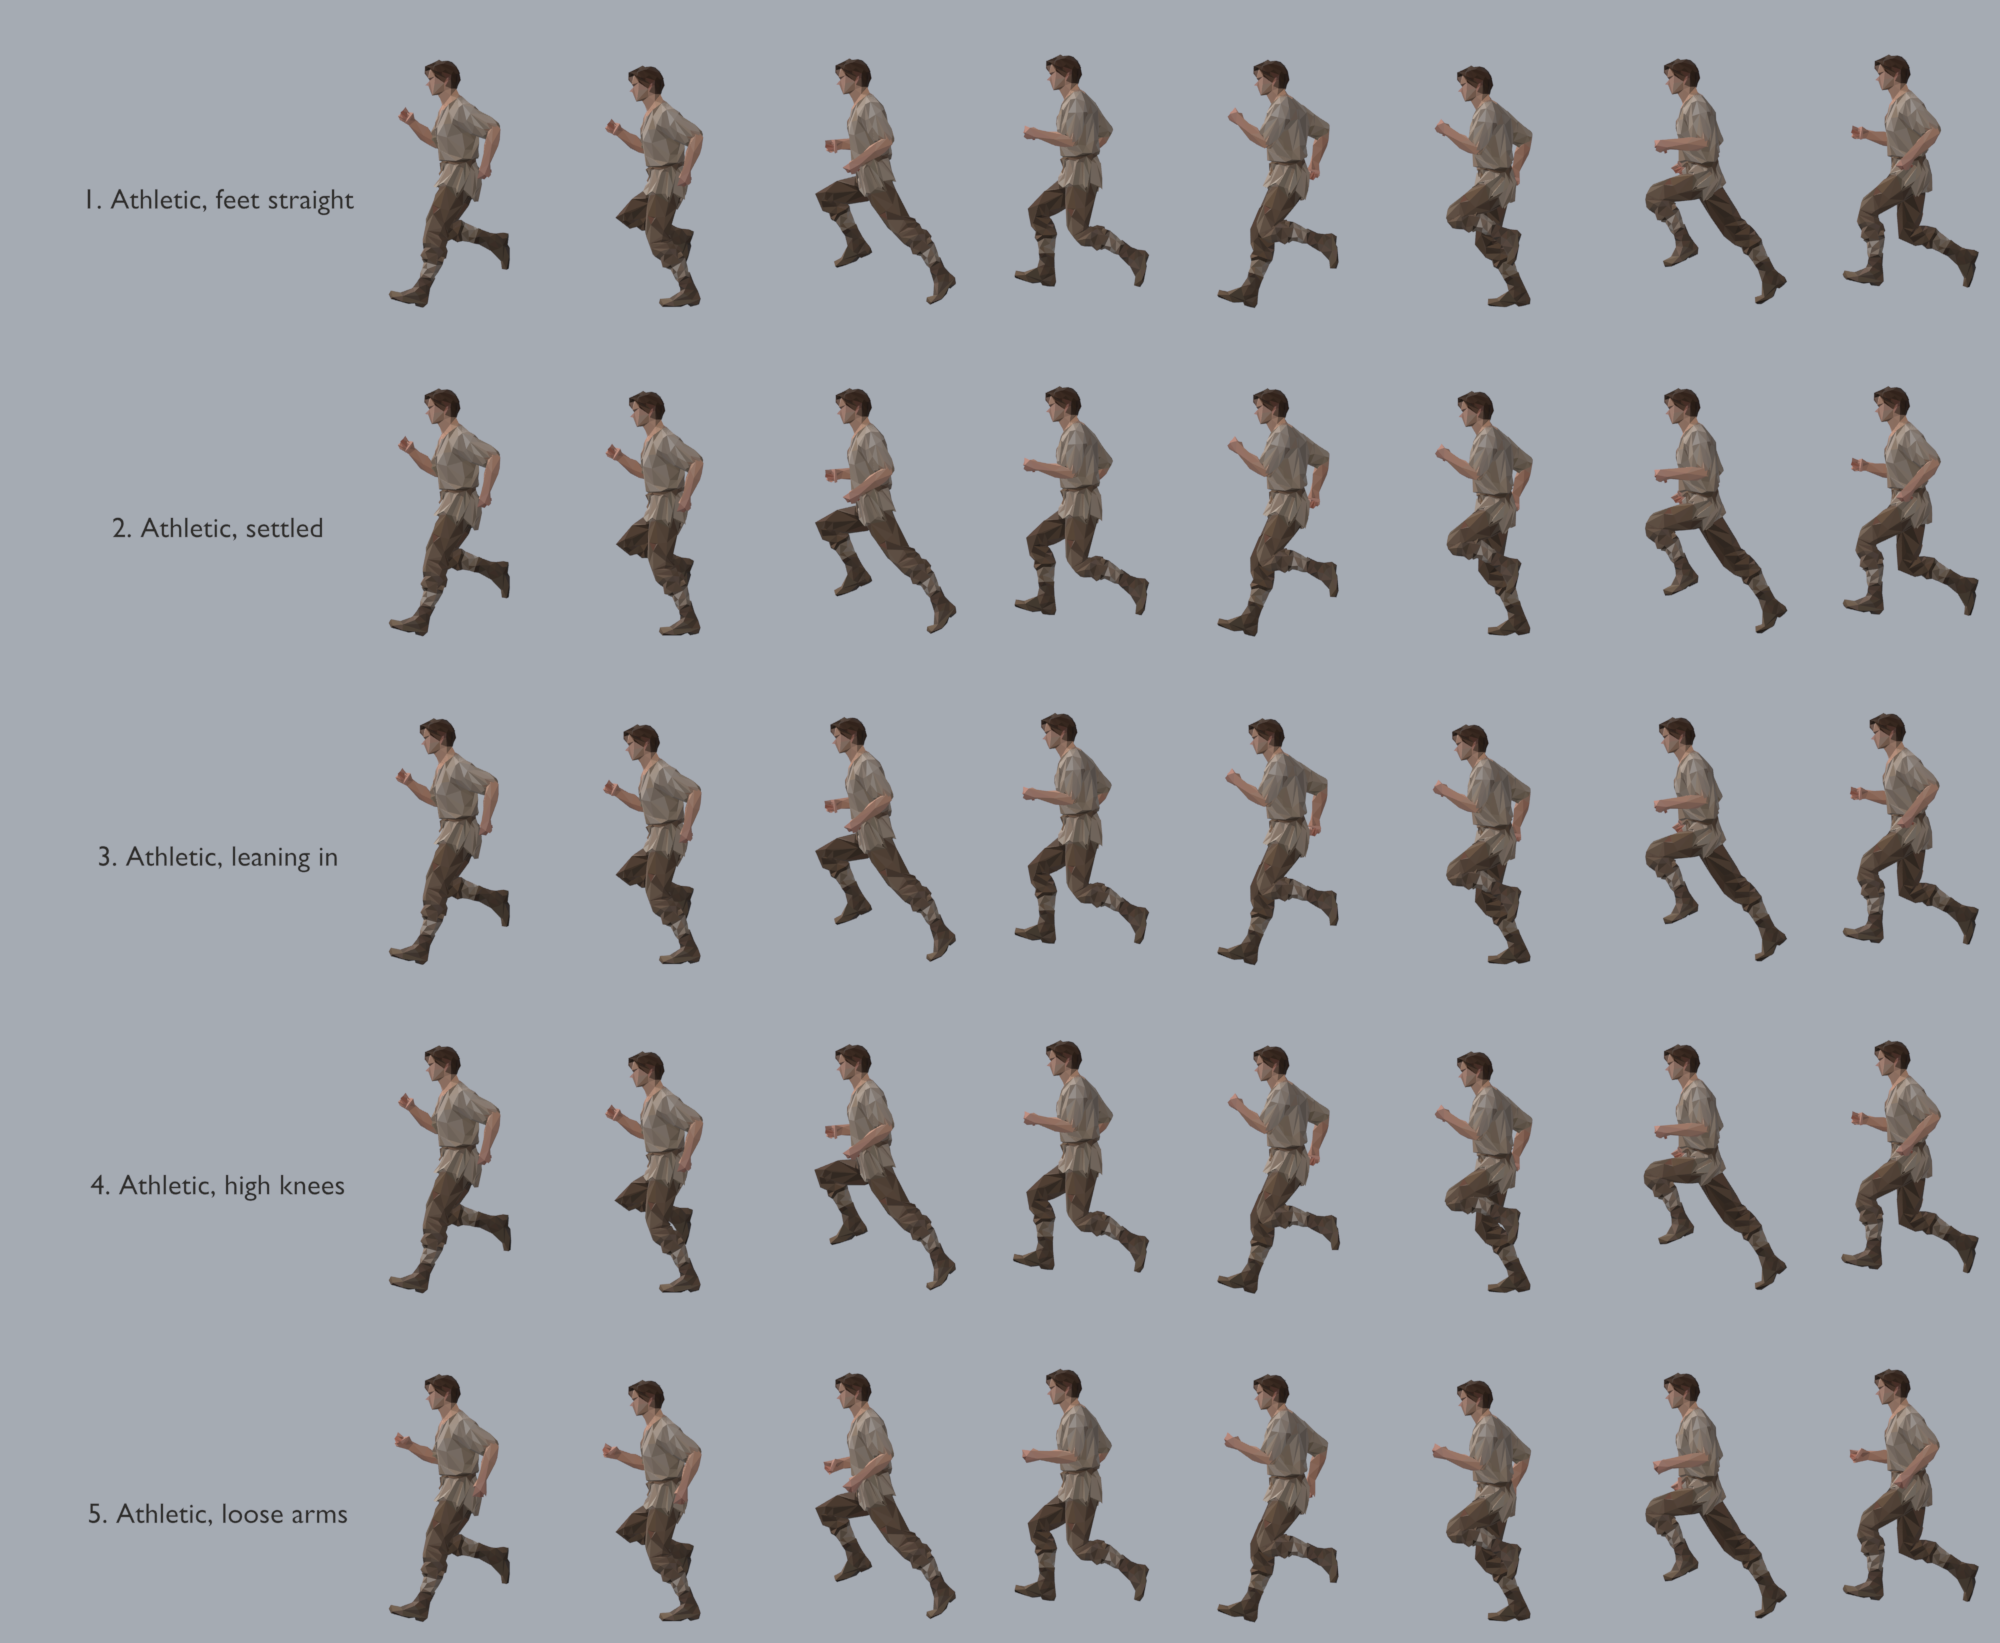 1. Athletic, feet straight
2. Athletic, settled
3. Athletic, leaning in
4. Athletic, high knees
5. Athletic, loose arms